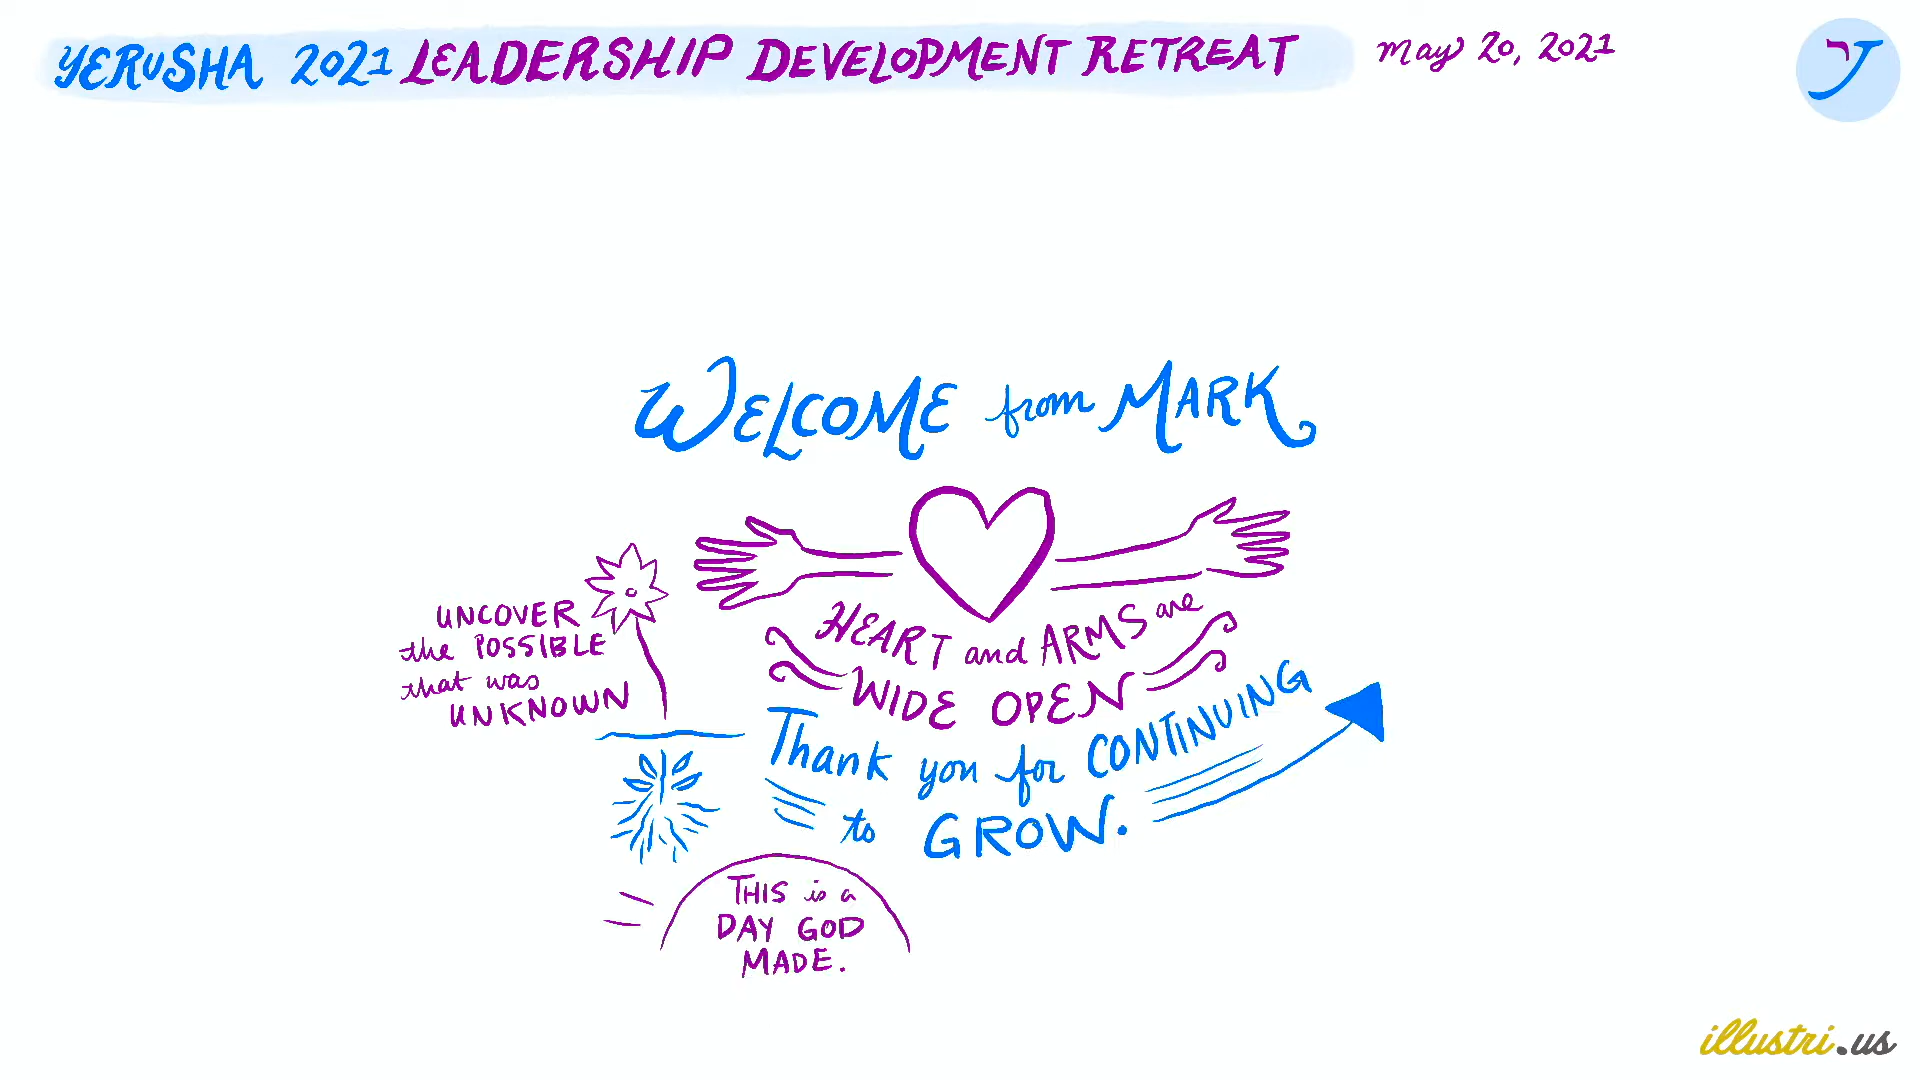 YERUSHA 2021 LEADERSHIP DEVELOPMENT RETREAT
May 20, 2021
WELCOME from MARK
HEART and ARMS are
WIDE OPEN
UNCOVER
the POSSIBLE
that was
UNKNOWN
Thank you for CONTINUING
to GROW.
THIS is a
DAY GOD
MADE.
illustri.us